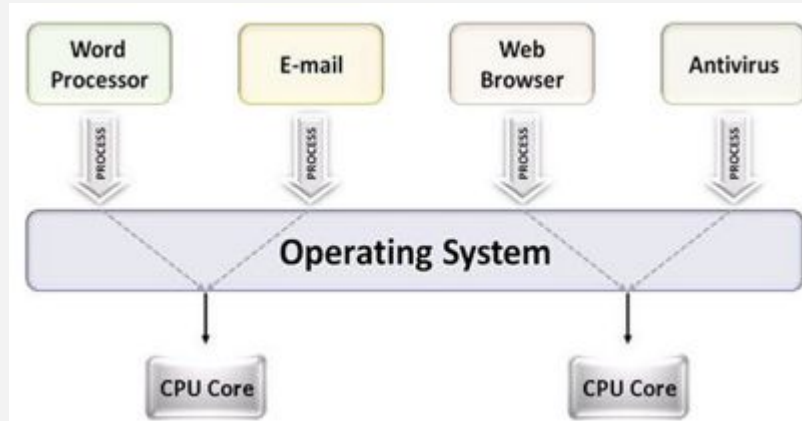 Word
Processor
E-mail
Web
Browser
Antivirus
PROCESS
PROCESS
PROCESS
PROCESS
Operating System
CPU Core
CPU Core